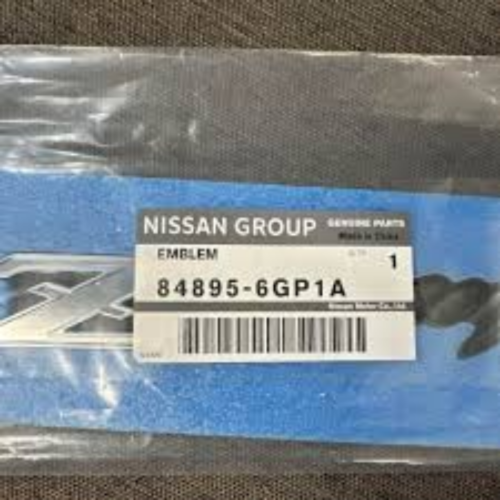 NISSAN GROUP GENUINE PARTS
Made in China
EMBLEM 1
84895-6GP1A
Nissan Motor Co., Ltd.